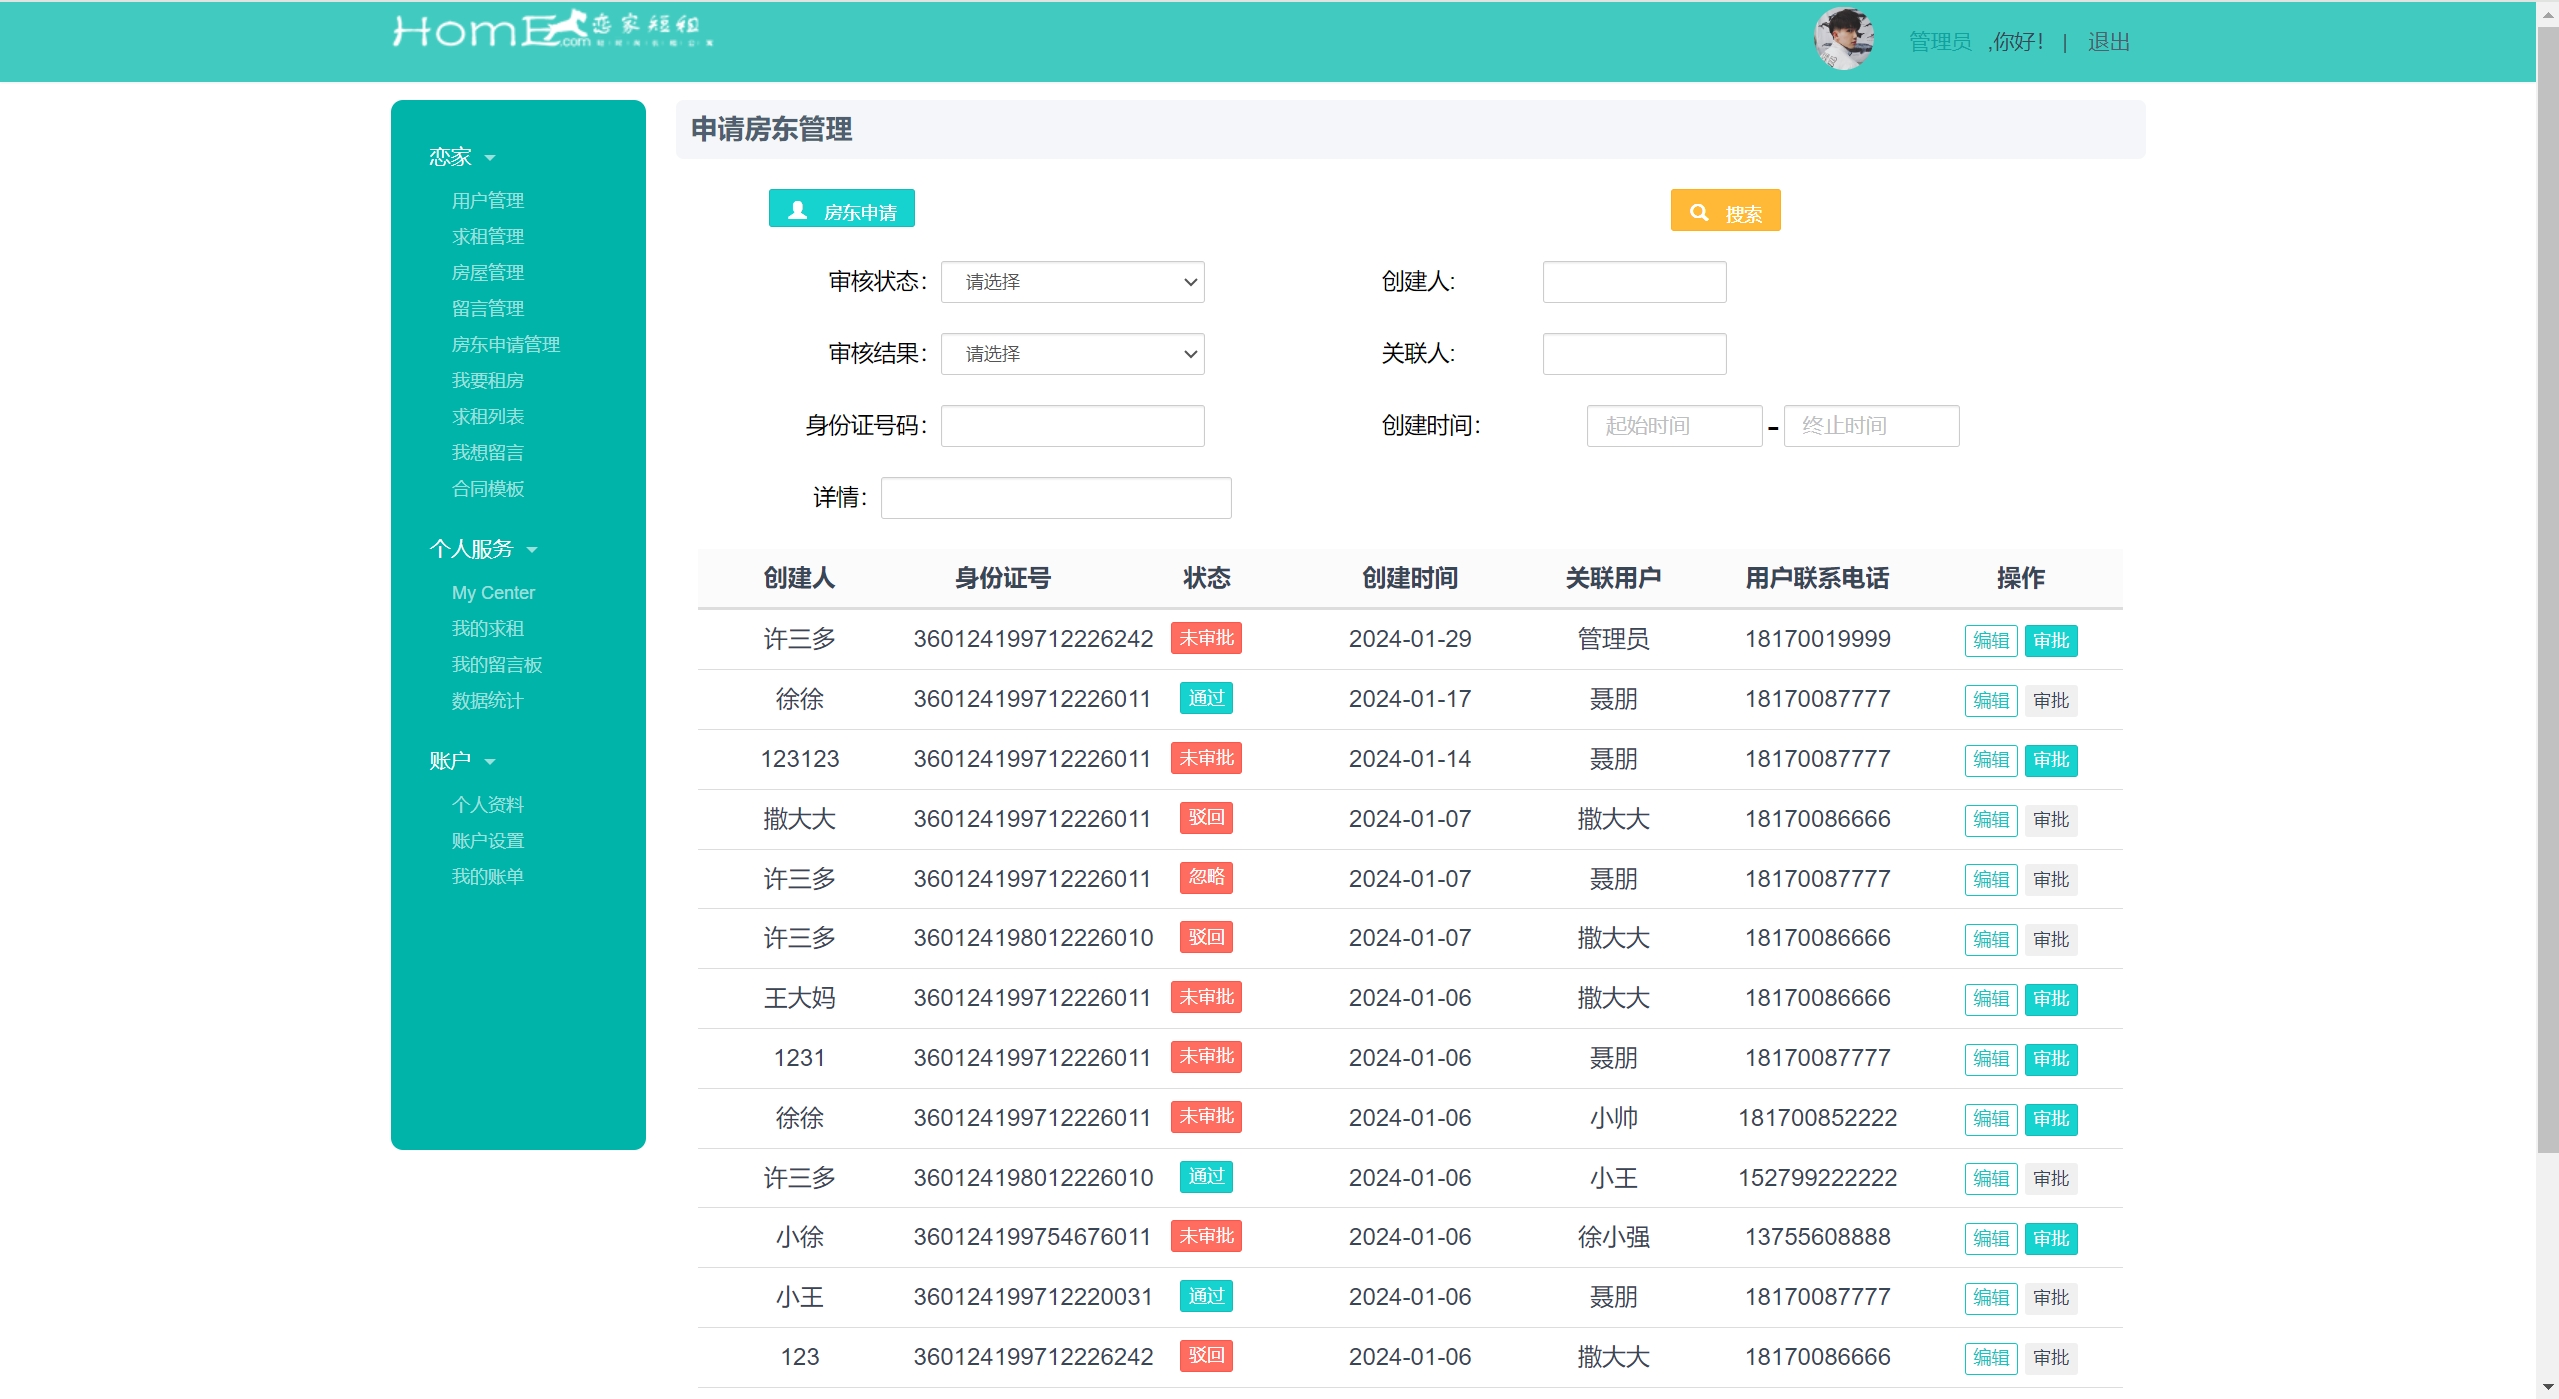 HomE.com 恋家短租
管理员 ,你好! | 退出
恋家
用户管理
求租管理
房屋管理
留言管理
房东申请管理
我要租房
求租列表
我想留言
合同模板
个人服务
My Center
我的求租
我的留言板
数据统计
账户
个人资料
账户设置
我的账单
申请房东管理
房东申请 搜索
审核状态: 请选择 创建人:
审核结果: 请选择 关联人:
身份证号码: 创建时间: 起始时间 - 终止时间
详情:
创建人 身份证号 状态 创建时间 关联用户 用户联系电话 操作
许三多 360124199712226242 未审批 2024-01-29 管理员 18170019999 编辑 审批
徐徐 360124199712226011 通过 2024-01-17 聂朋 18170087777 编辑 审批
123123 360124199712226011 未审批 2024-01-14 聂朋 18170087777 编辑 审批
撒大大 360124199712226011 驳回 2024-01-07 撒大大 18170086666 编辑 审批
许三多 360124199712226011 忽略 2024-01-07 聂朋 18170087777 编辑 审批
许三多 360124198012226010 驳回 2024-01-07 撒大大 18170086666 编辑 审批
王大妈 360124199712226011 未审批 2024-01-06 撒大大 18170086666 编辑 审批
1231 360124199712226011 未审批 2024-01-06 聂朋 18170087777 编辑 审批
徐徐 360124199712226011 未审批 2024-01-06 小帅 181700852222 编辑 审批
许三多 360124198012226010 通过 2024-01-06 小王 152799222222 编辑 审批
小徐 360124199754676011 未审批 2024-01-06 徐小强 13755608888 编辑 审批
小王 360124199712220031 通过 2024-01-06 聂朋 18170087777 编辑 审批
123 360124199712226242 驳回 2024-01-06 撒大大 18170086666 编辑 审批